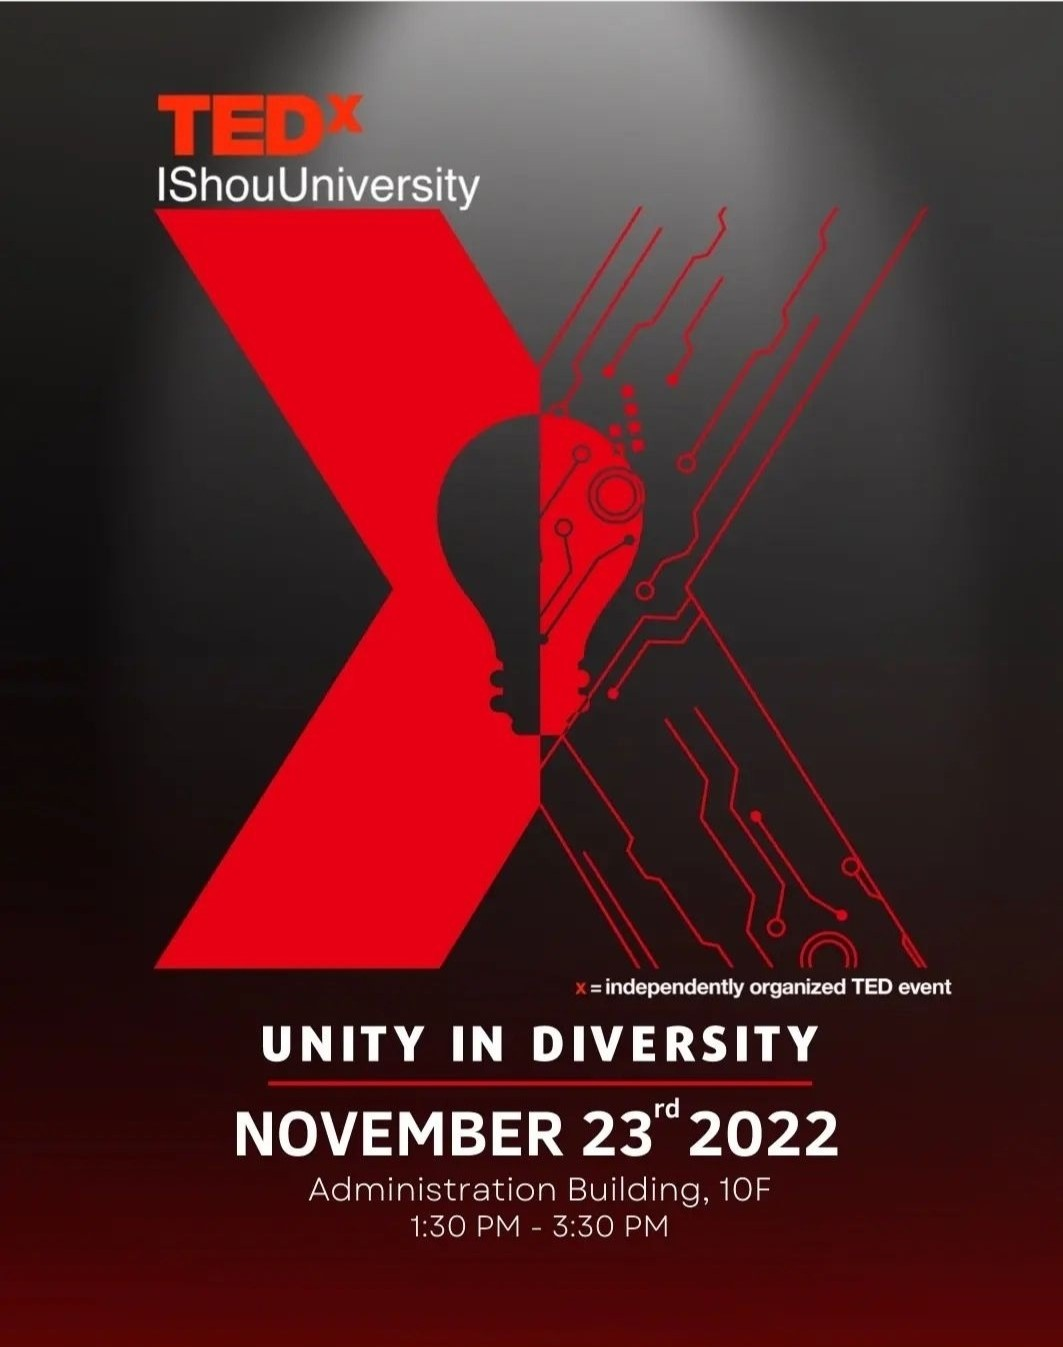 TEDx
IShouUniversity
x = independently organized TED event
UNITY IN DIVERSITY
NOVEMBER 23rd 2022
Administration Building, 10F
1:30 PM - 3:30 PM